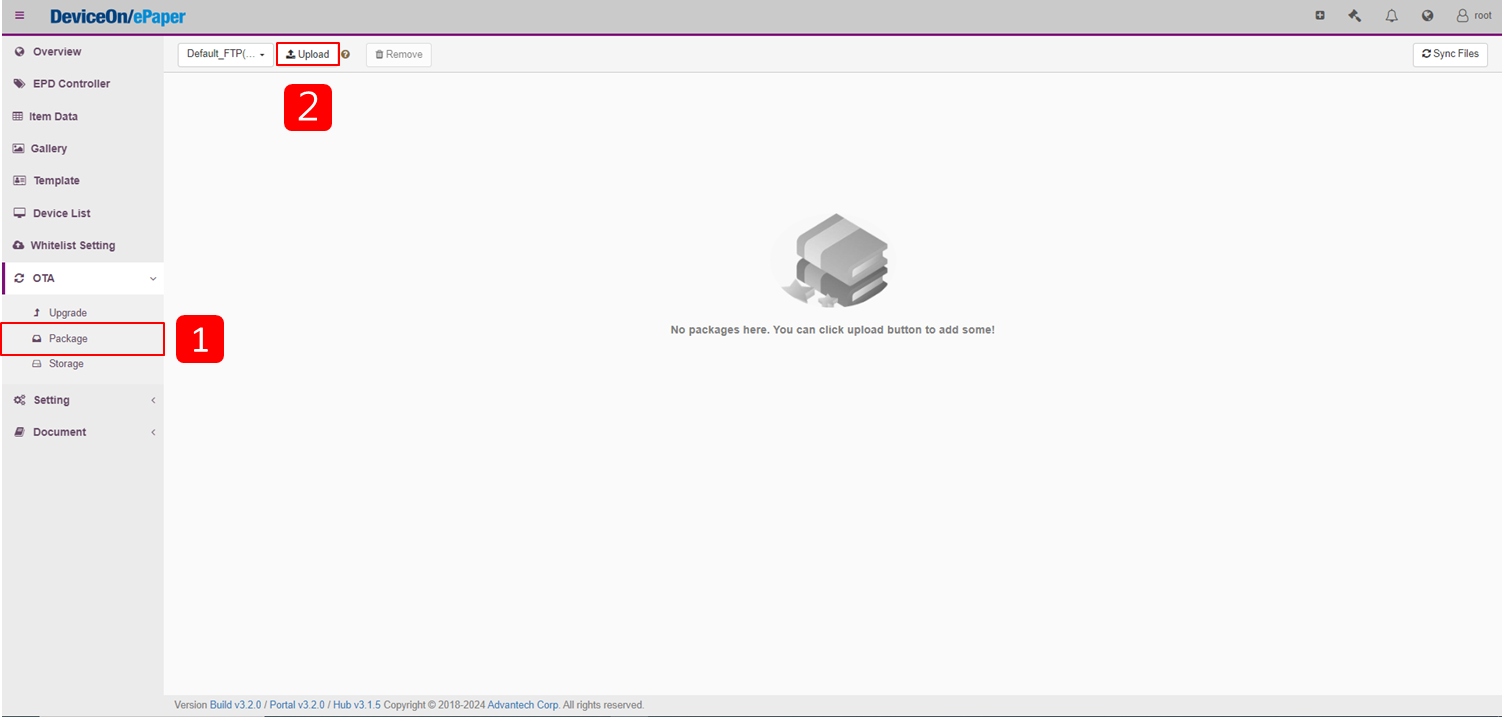 DeviceOn/ePaper
root
Overview
EPD Controller
Item Data
Gallery
Template
Device List
Whitelist Setting
OTA
Upgrade
Package
Storage
Setting
Document
1
Default_FTP(...
Upload
Remove
Sync Files
2
No packages here. You can click upload button to add some!
Version Build v3.2.0 / Portal v3.2.0 / Hub v3.1.5 Copyright © 2018-2024 Advantech Corp. All rights reserved.